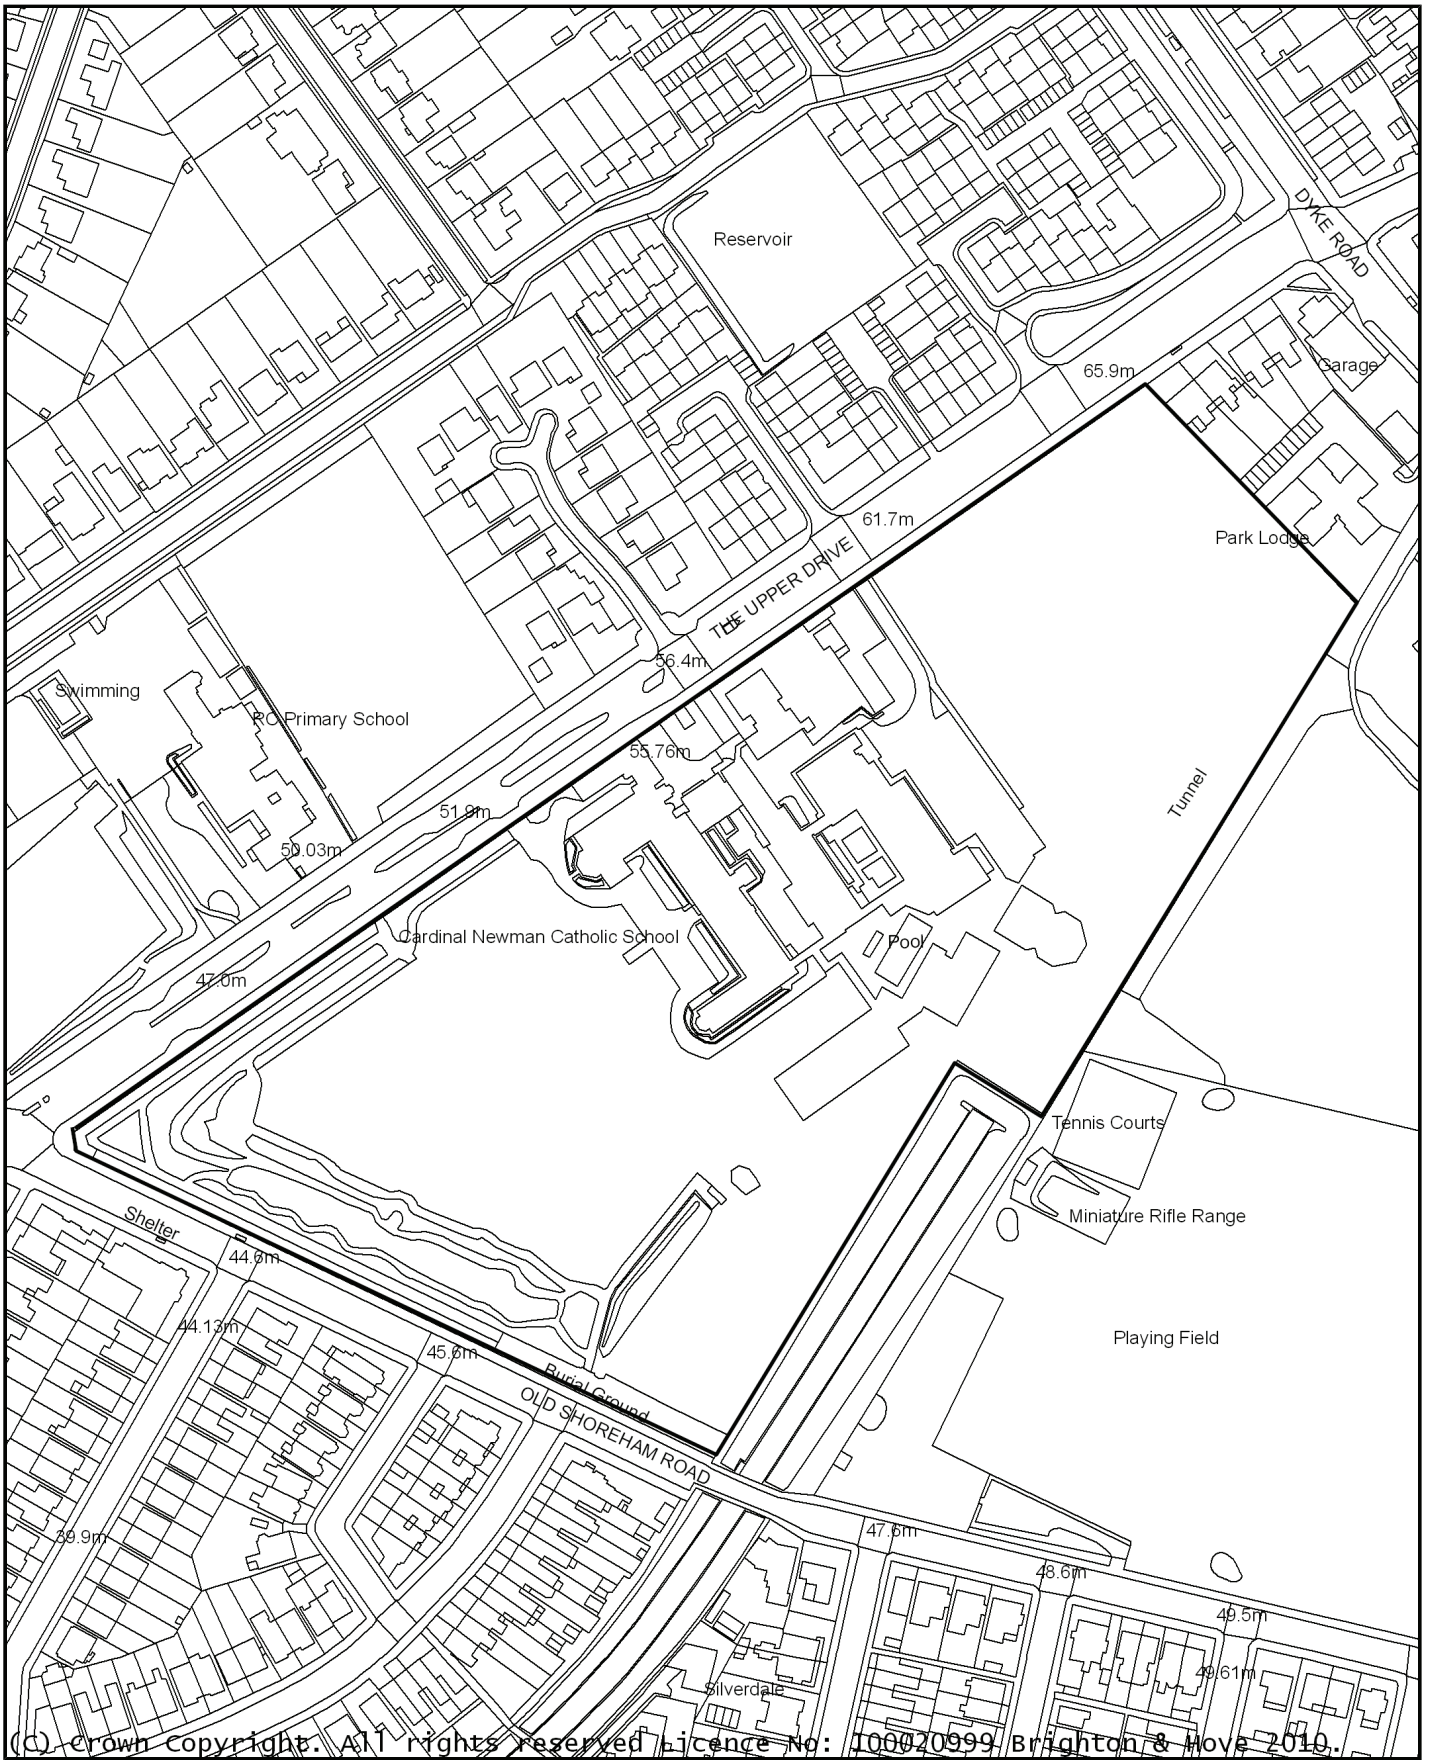 DYKE ROAD
Reservoir
Garage
65.9m
61.7m
Park Lodge
THE UPPER DRIVE
56.4m
Swimming
RC Primary School
55.76m
Tunnel
51.9m
50.03m
Cardinal Newman Catholic School
Pool
47.0m
Tennis Courts
Miniature Rifle Range
Shelter
44.6m
44.13m
Playing Field
45.6m
Burial Ground
OLD SHOREHAM ROAD
39.9m
47.6m
48.6m
49.5m
49.61m
Silverdale
(C) Crown Copyright. All rights reserved Licence No: 100020999 Brighton & Hove 2010.